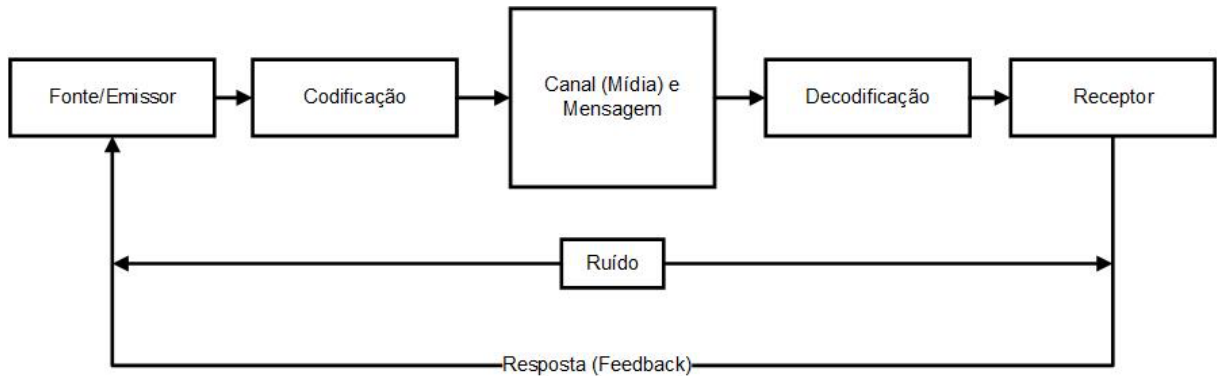 Fonte/Emissor
Codificação
Canal (Mídia) e
Mensagem
Decodificação
Receptor
Ruído
Resposta (Feedback)